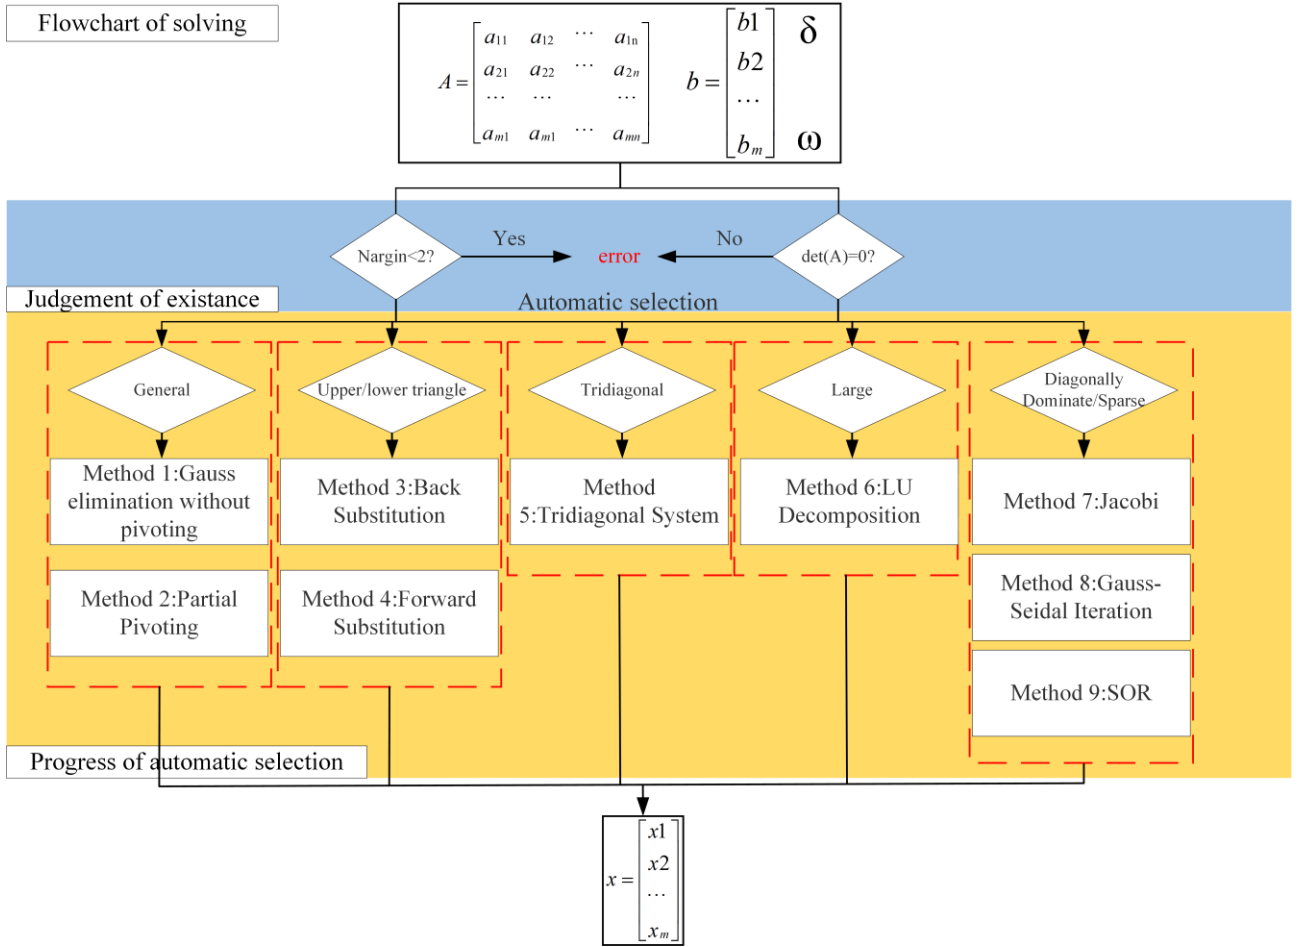 Flowchart of solving
A = [ a11 a12 ⋯ a1n
a21 a22 ⋯ a2n
⋯ ⋯ ⋯
am1 am1 ⋯ amn ]
b = [ b1
b2
⋯
bm ]
δ
ω
Nargin<2?
Yes
error
No
det(A)=0?
Judgement of existance
Automatic selection
General
Upper/lower triangle
Tridiagonal
Large
Diagonally
Dominate/Sparse
Method 1:Gauss
elimination without
pivoting
Method 2:Partial
Pivoting
Method 3:Back
Substitution
Method 4:Forward
Substitution
Method
5:Tridiagonal System
Method 6:LU
Decomposition
Method 7:Jacobi
Method 8:Gauss-
Seidal Iteration
Method 9:SOR
Progress of automatic selection
x = [ x1
x2
⋯
xm ]